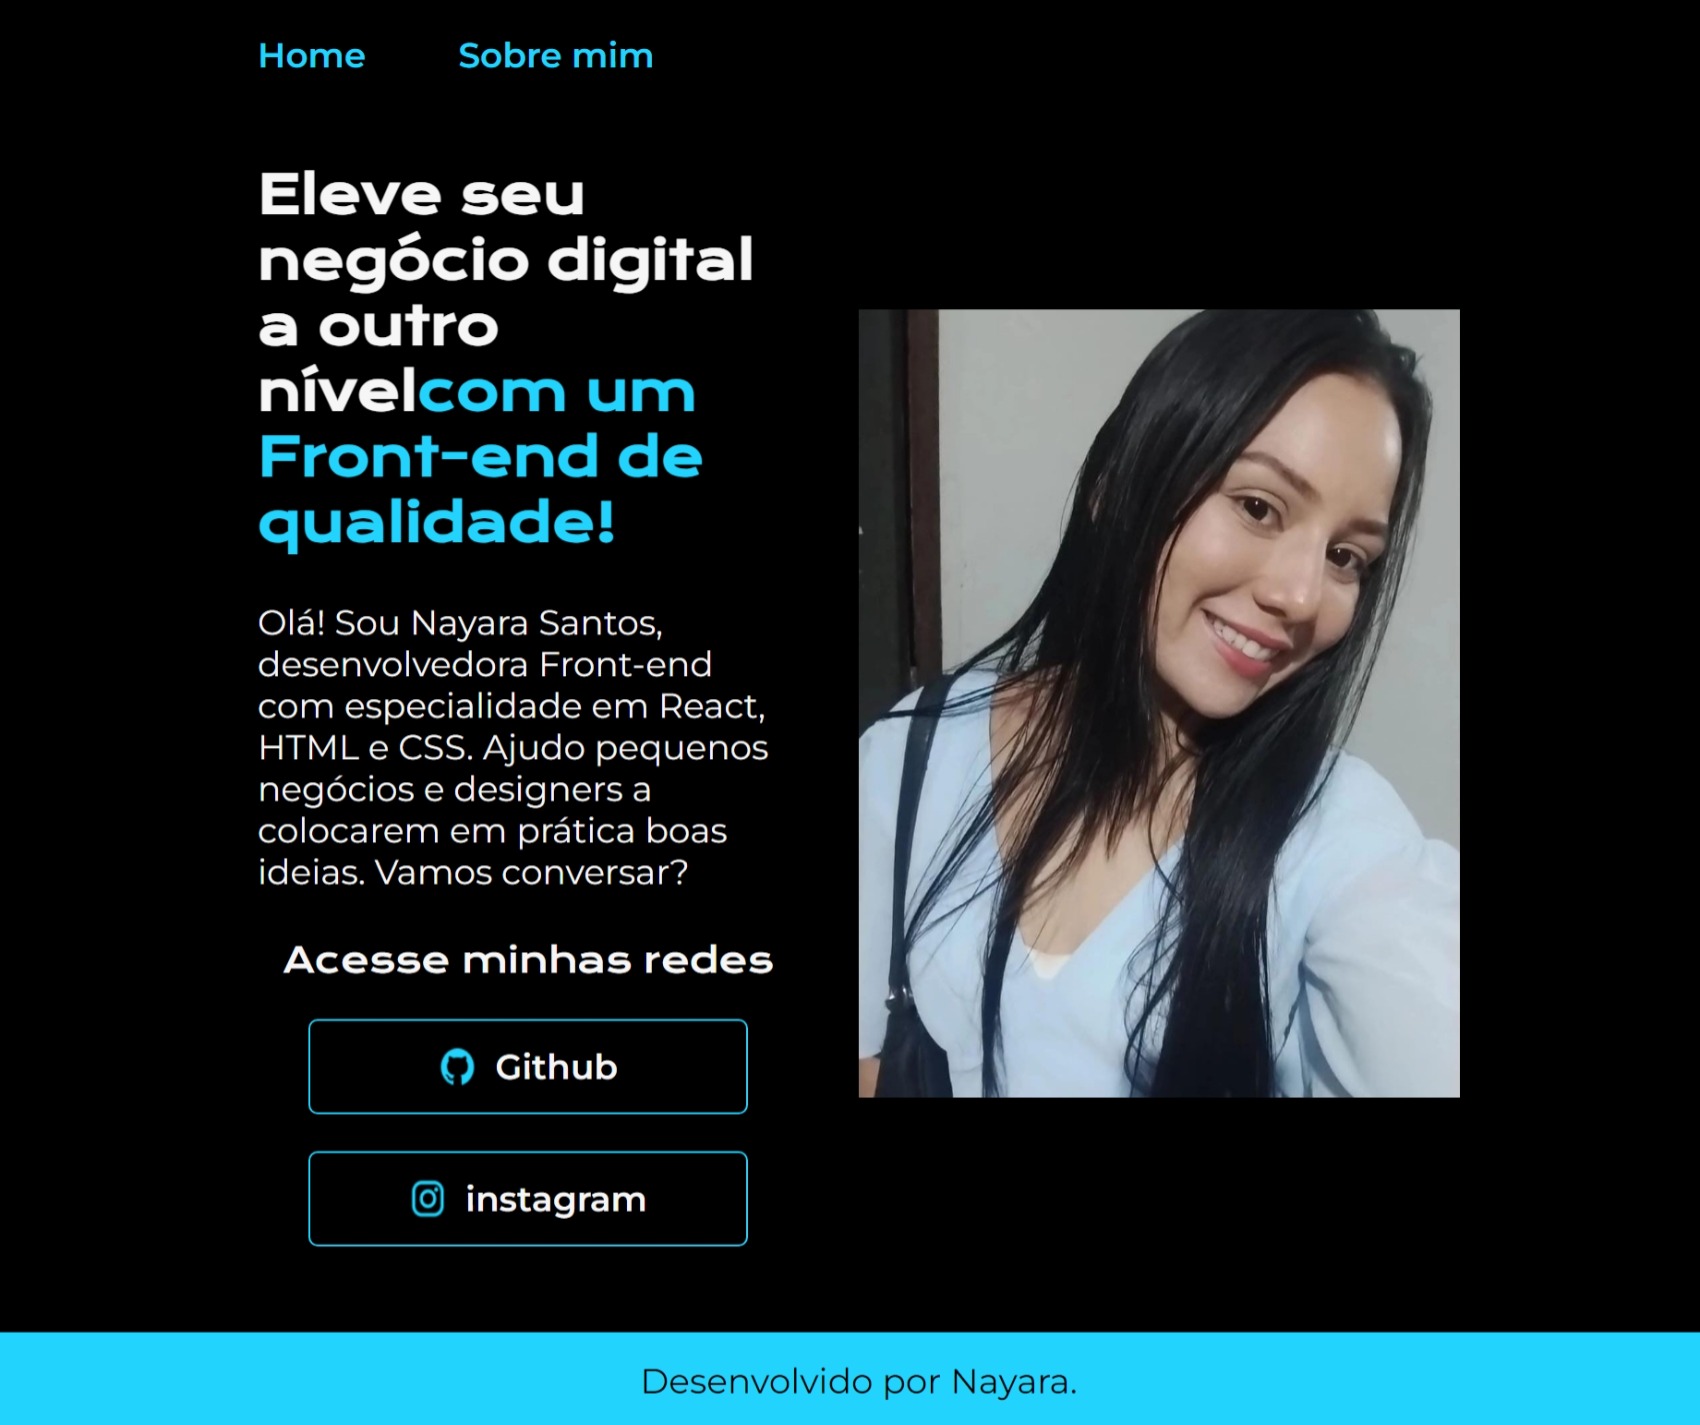 Home Sobre mim
Eleve seu
negócio digital
a outro
nívelcom um
Front-end de
qualidade!
Olá! Sou Nayara Santos,
desenvolvedora Front-end
com especialidade em React,
HTML e CSS. Ajudo pequenos
negócios e designers a
colocarem em prática boas
ideias. Vamos conversar?
Acesse minhas redes
Github
instagram
Desenvolvido por Nayara.